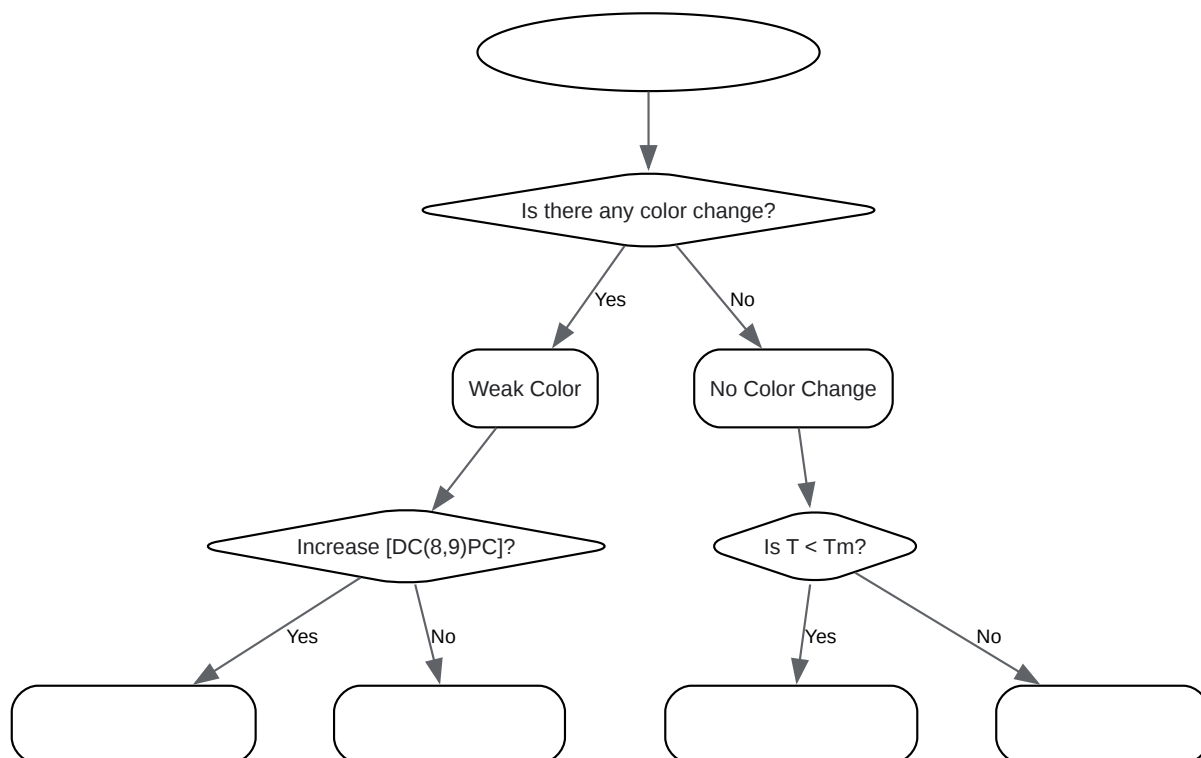 Is there any color change?
Yes
No
Weak Color
No Color Change
Increase [DC(8,9)PC]?
Is T < Tm?
Yes
No
Yes
No